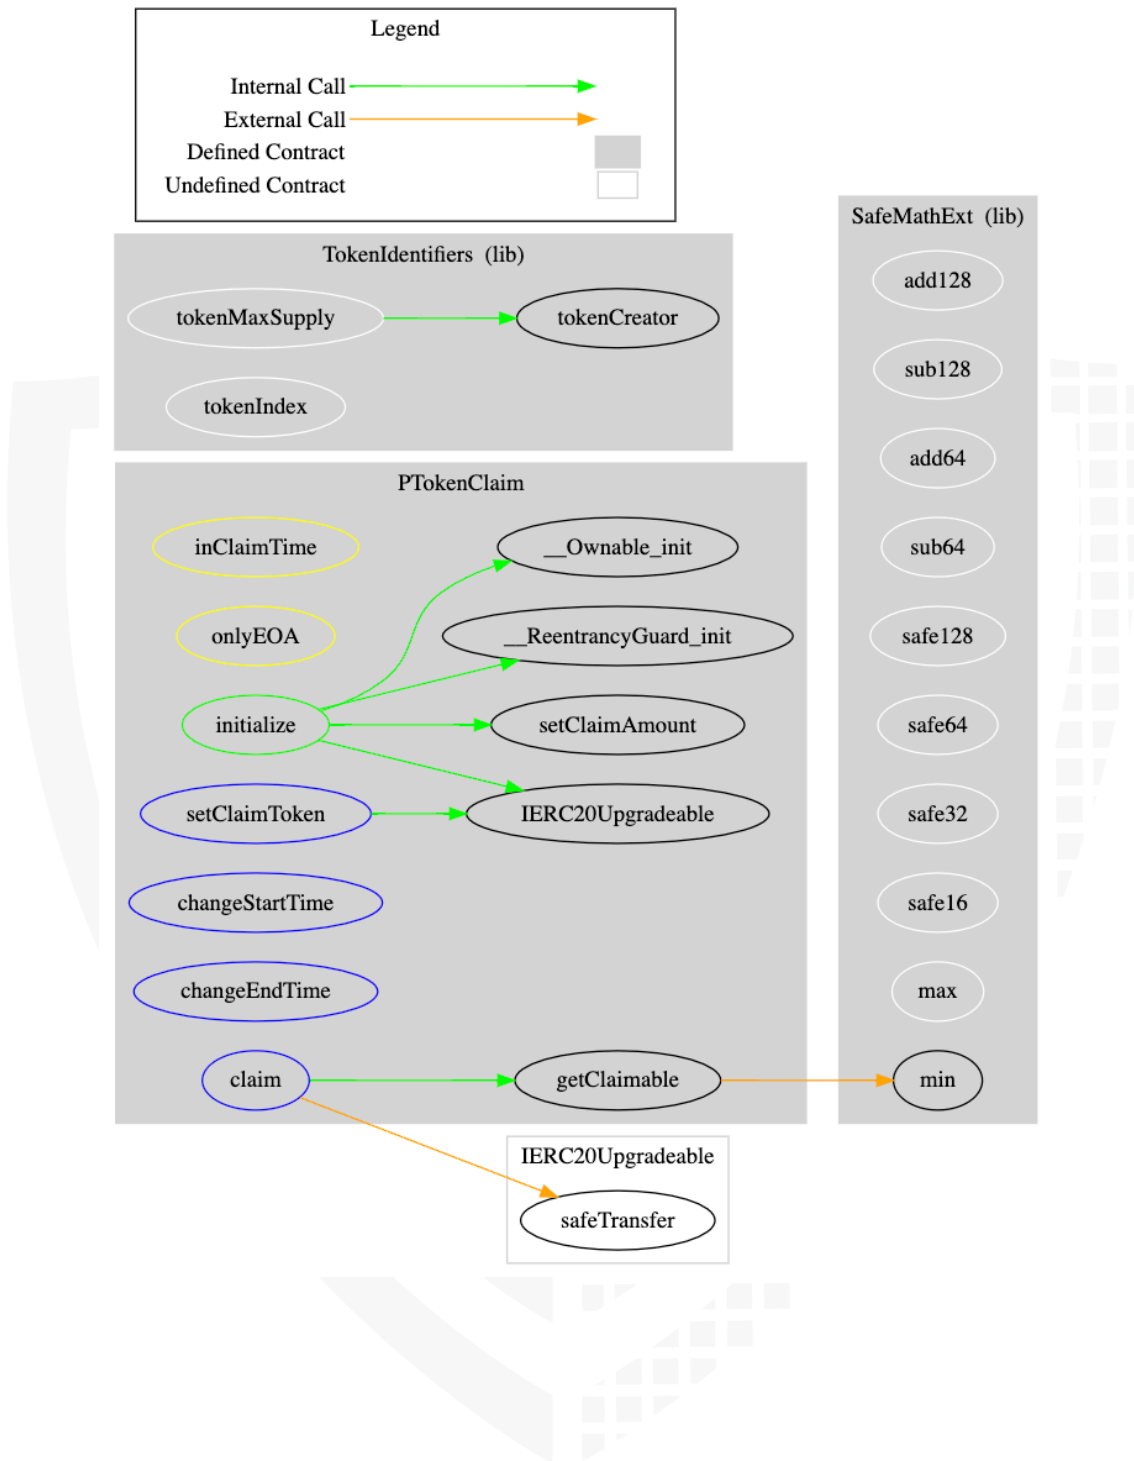 Legend
Internal Call
External Call
Defined Contract
Undefined Contract
TokenIdentifiers (lib)
tokenMaxSupply
tokenCreator
tokenIndex
PTokenClaim
inClaimTime
__Ownable_init
onlyEOA
__ReentrancyGuard_init
initialize
setClaimAmount
setClaimToken
IERC20Upgradeable
changeStartTime
changeEndTime
claim
getClaimable
SafeMathExt (lib)
add128
sub128
add64
sub64
safe128
safe64
safe32
safe16
max
min
IERC20Upgradeable
safeTransfer